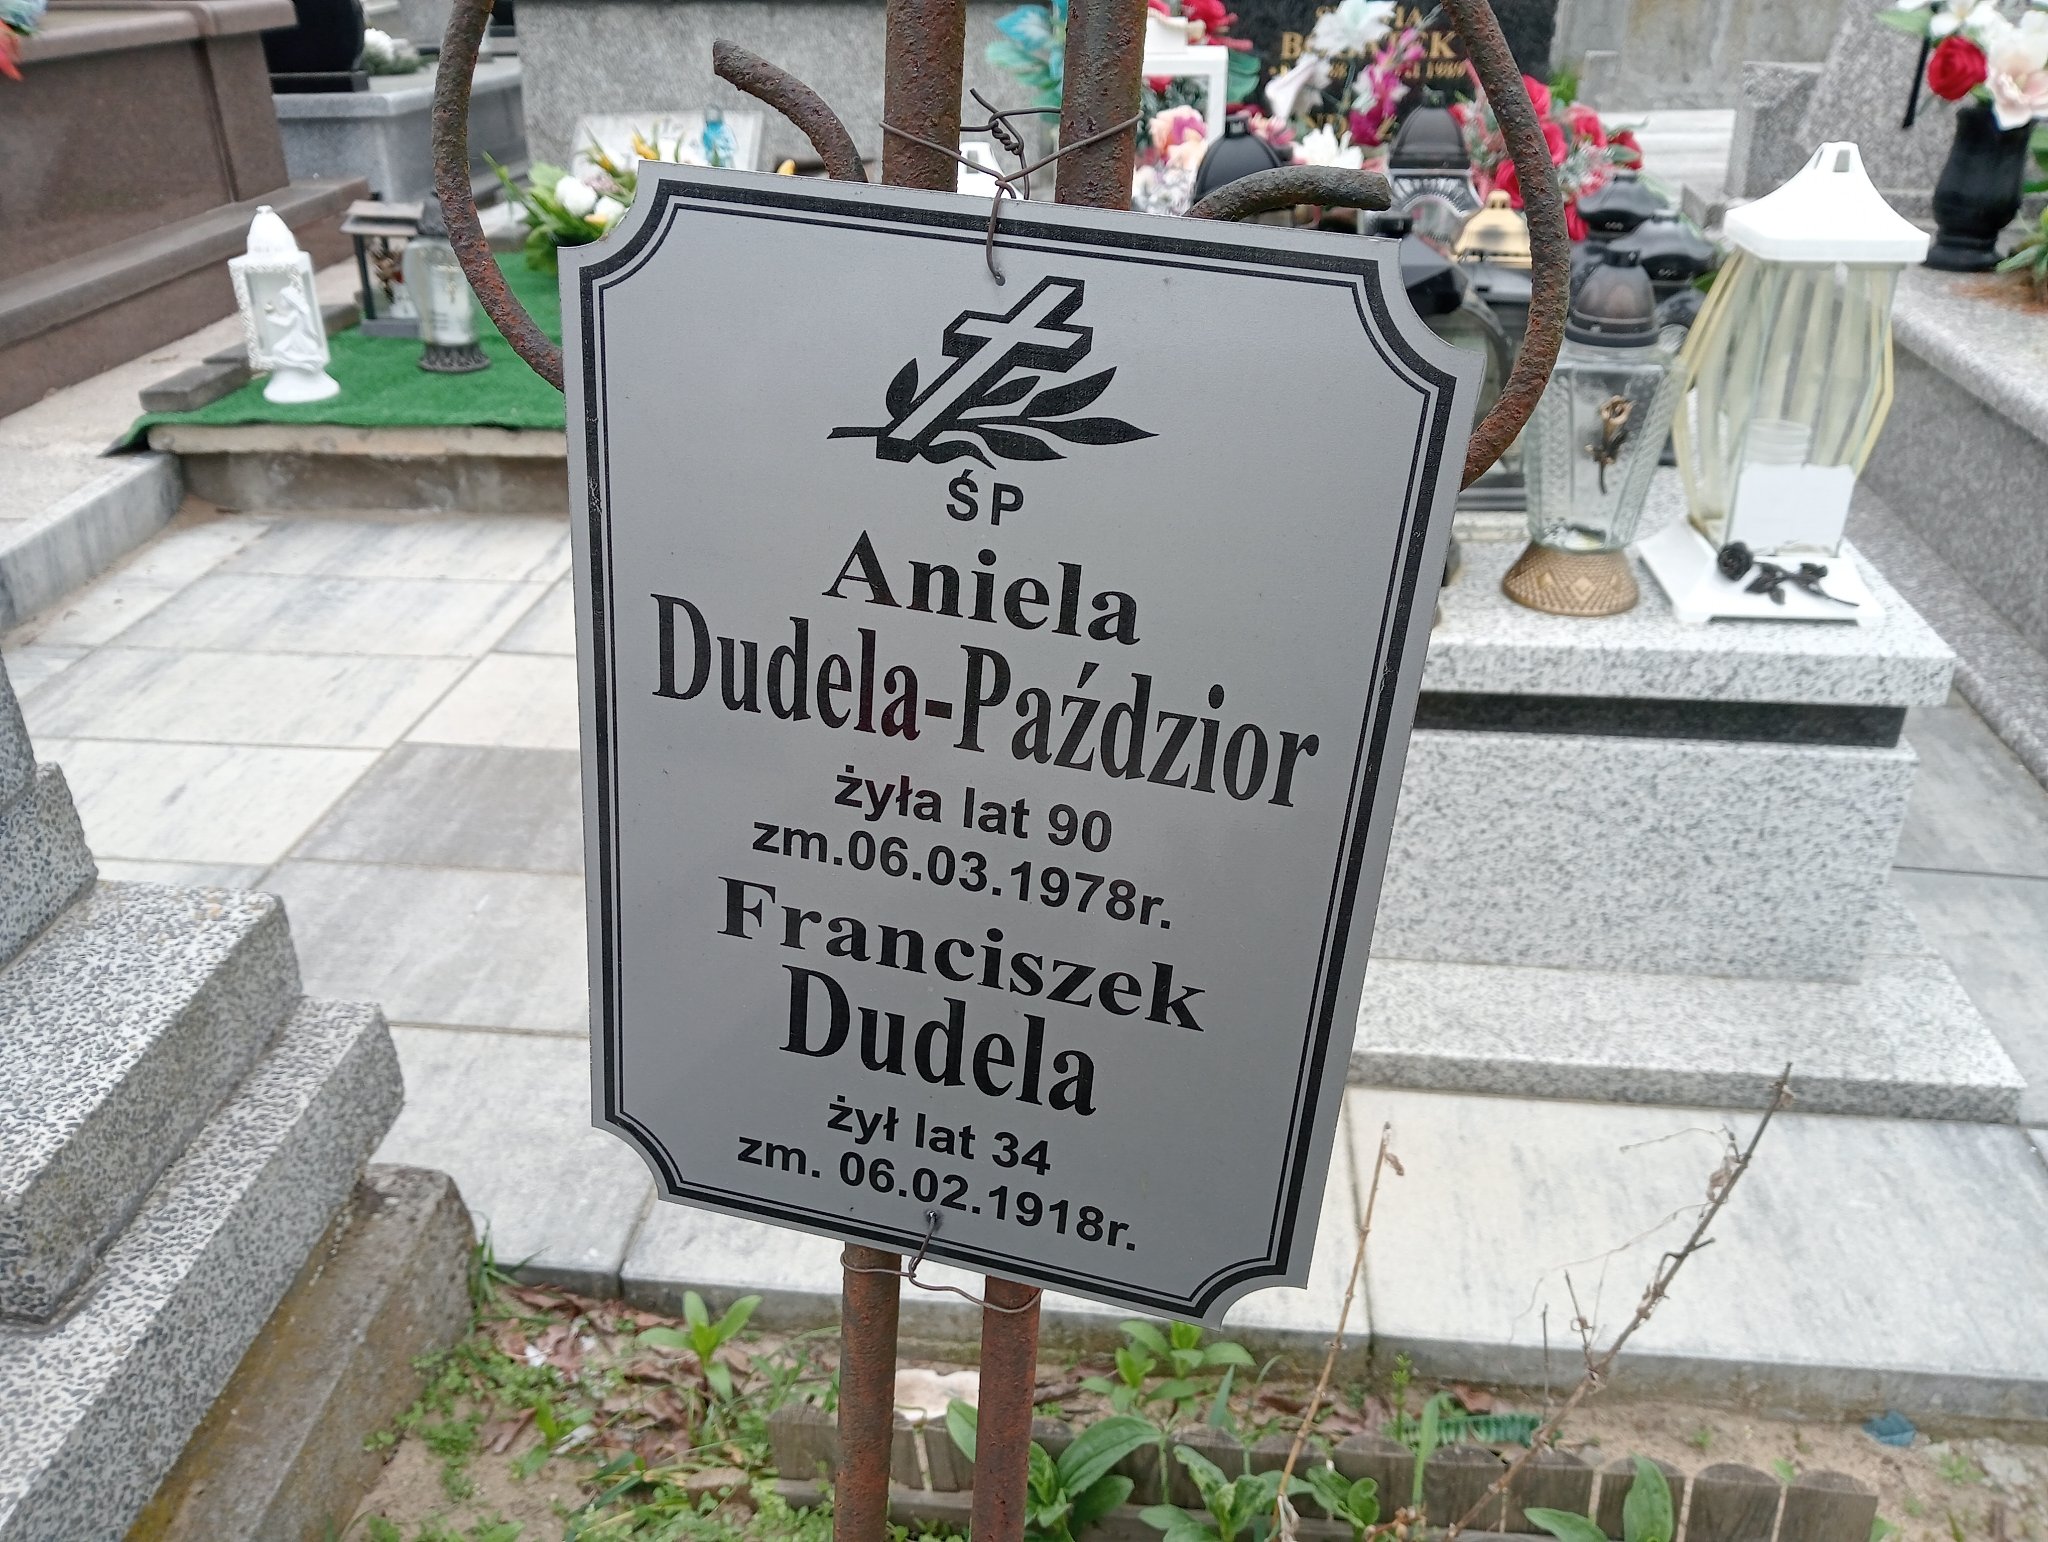 ŚP
Aniela
Dudela-Paździor
żyła lat 90
zm.06.03.1978r.
Franciszek
Dudela
żył lat 34
zm. 06.02.1918r.